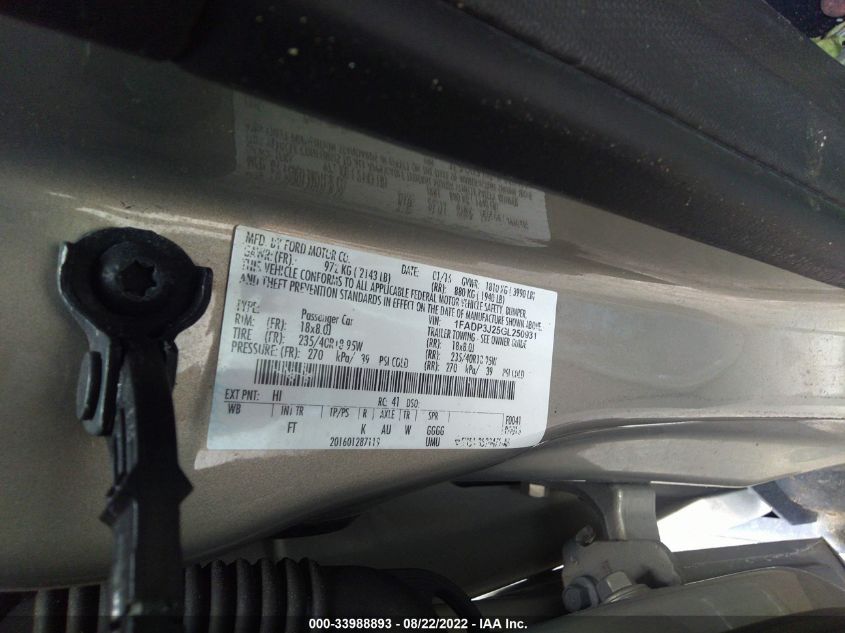 MFD. BY FORD MOTOR CO.
DATE: 01/16 GVWR: 1810 KG ( 3990 LB)
GAWR: (FR): 972 KG ( 2143 LB) (RR): 880 KG ( 1940 LB)
THIS VEHICLE CONFORMS TO ALL APPLICABLE FEDERAL MOTOR VEHICLE SAFETY, BUMPER,
AND THEFT PREVENTION STANDARDS IN EFFECT ON THE DATE OF MANUFACTURE SHOWN ABOVE.
VIN: 1FADP3J25GL250931
TYPE: Passenger Car TRAILER TOWING - SEE OWNER GUIDE
RIM: (FR): 18x8.0J (RR): 18x8.0J
TIRE (TR): 235/40R18 95W (RR): 235/40R18 95W
PRESSURE: (FR): 270 kPa/ 39 PSI COLD (RR): 270 kPa/ 39 PSI COLD
EXT PNT: HI RC: 41 DSO:
WB INT TR TP/PS R AXLE TR SPR F0041
FT K AU W GGGG
201601287119 UMU
000-33988893 - 08/22/2022 - IAA Inc.